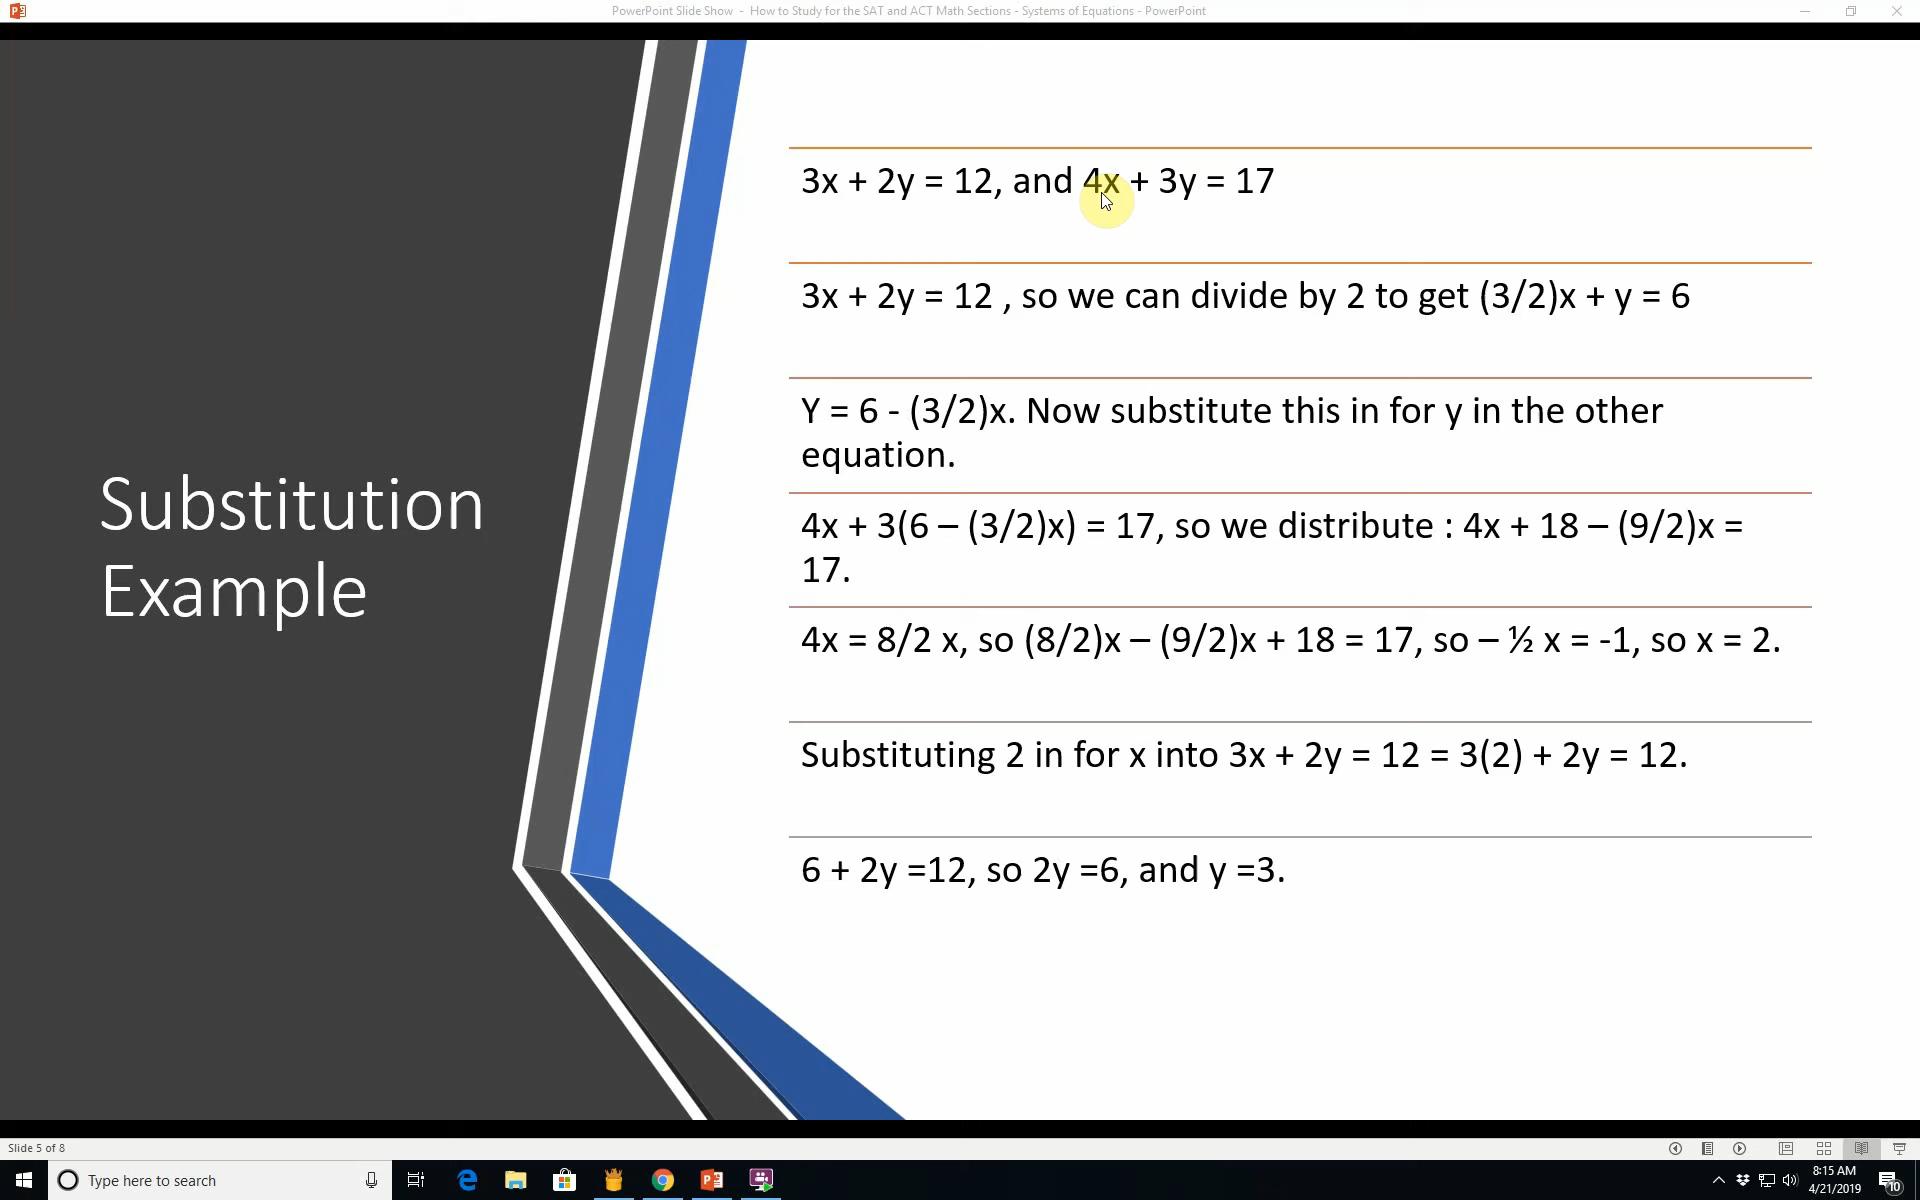 PowerPoint Slide Show - How to Study for the SAT and ACT Math Sections - Systems of Equations - PowerPoint
Substitution
Example
3x + 2y = 12, and 4x + 3y = 17
3x + 2y = 12 , so we can divide by 2 to get (3/2)x + y = 6
Y = 6 - (3/2)x. Now substitute this in for y in the other
equation.
4x + 3(6 – (3/2)x) = 17, so we distribute : 4x + 18 – (9/2)x =
17.
4x = 8/2 x, so (8/2)x – (9/2)x + 18 = 17, so – ½ x = -1, so x = 2.
Substituting 2 in for x into 3x + 2y = 12 = 3(2) + 2y = 12.
6 + 2y =12, so 2y =6, and y =3.
Slide 5 of 8
Type here to search
8:15 AM
4/21/2019
10